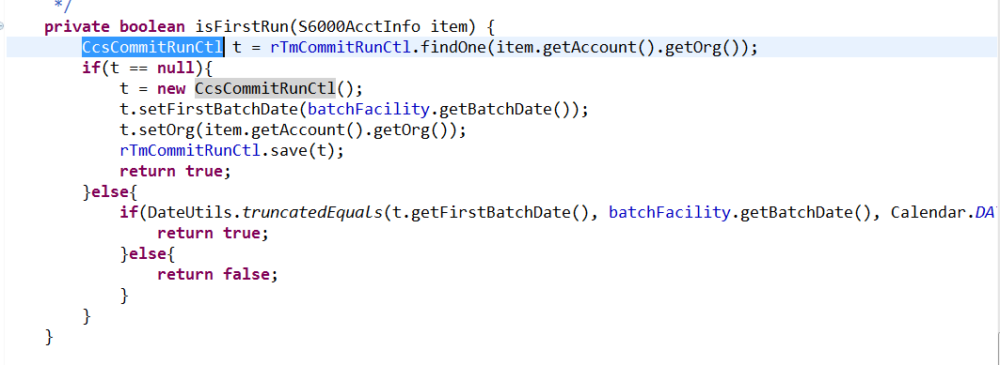 */
private boolean isFirstRun(S6000AcctInfo item) {
CcsCommitRunCtl t = rTmCommitRunCtl.findOne(item.getAccount().getOrg());
if(t == null){
t = new CcsCommitRunCtl();
t.setFirstBatchDate(batchFacility.getBatchDate());
t.setOrg(item.getAccount().getOrg());
rTmCommitRunCtl.save(t);
return true;
}else{
if(DateUtils.truncatedEquals(t.getFirstBatchDate(), batchFacility.getBatchDate(), Calendar.DA
return true;
}else{
return false;
}
}
}